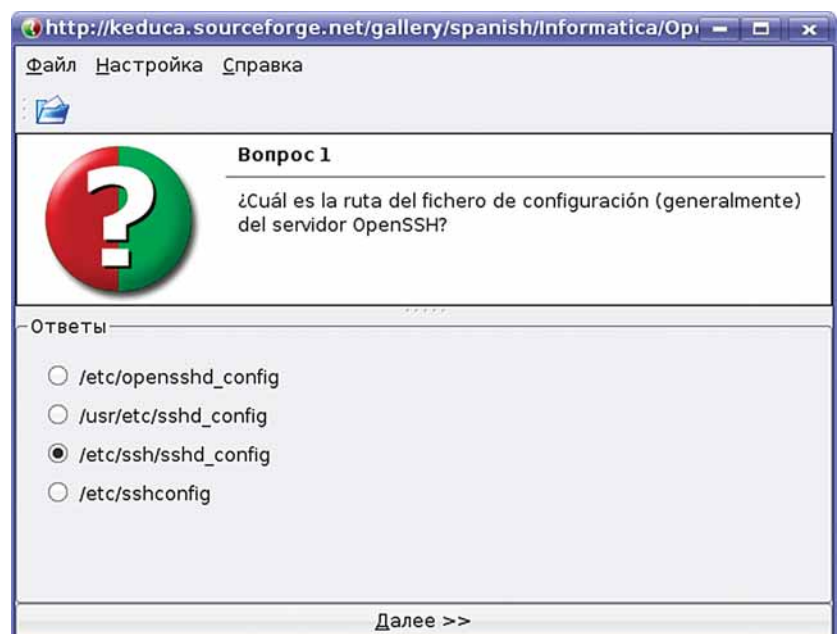 http://keduca.sourceforge.net/gallery/spanish/Informatica/Op
Файл Настройка Справка
Вопрос 1
¿Cuál es la ruta del fichero de configuración (generalmente)
del servidor OpenSSH?
Ответы
/etc/opensshd_config
/usr/etc/sshd_config
/etc/ssh/sshd_config
/etc/sshconfig
Далее >>